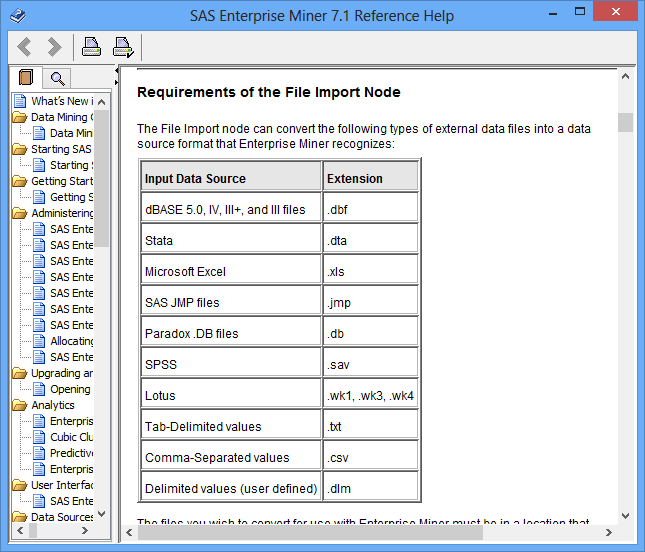 SAS Enterprise Miner 7.1 Reference Help
What's New i
Data Mining C
Data Min
Starting SAS
Starting
Getting Start
Getting S
Administering
SAS Ente
SAS Ente
SAS Ente
SAS Ente
SAS Ente
SAS Ente
SAS Ente
Allocating
SAS Ente
Upgrading ar
Opening
Analytics
Enterpris
Cubic Clu
Predictive
Enterpris
User Interfac
SAS Ente
Data Sources
Requirements of the File Import Node
The File Import node can convert the following types of external data files into a data
source format that Enterprise Miner recognizes:
Input Data Source Extension
dBASE 5.0, IV, III+, and III files .dbf
Stata .dta
Microsoft Excel .xls
SAS JMP files .jmp
Paradox .DB files .db
SPSS .sav
Lotus .wk1, .wk3, .wk4
Tab-Delimited values .txt
Comma-Separated values .csv
Delimited values (user defined) .dlm
The files you wish to convert for use with Enterprise Miner must be in a location that